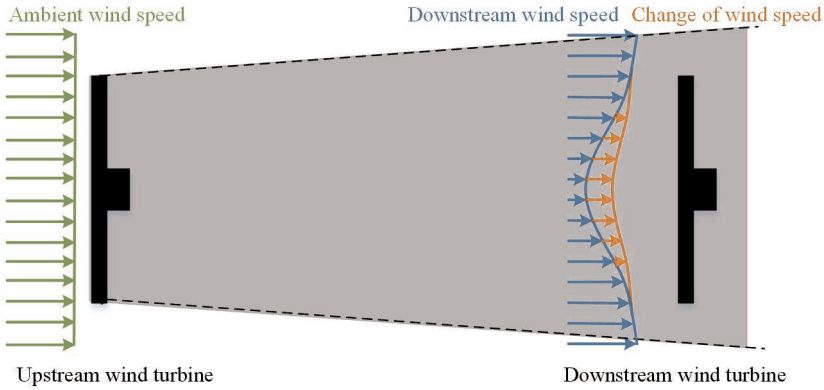 Ambient wind speed
Downstream wind speed
Change of wind speed
Upstream wind turbine
Downstream wind turbine